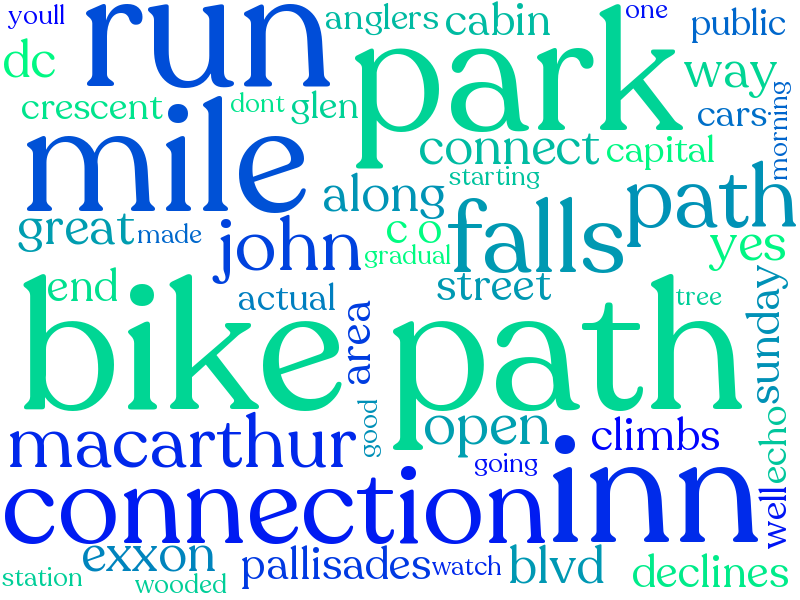 youll
run
anglers
cabin
one
public
dc
park
way
crescent
dont
glen
cars
morning
mile
connect
capital
starting
along
path
great
made
john
c o
falls
yes
gradual
end
bike path
actual
street
tree
area
sunday
macarthur
good
open
climbs
echo
connection
going
inn
well
exxon
pallisades
watch
blvd
declines
station
wooded